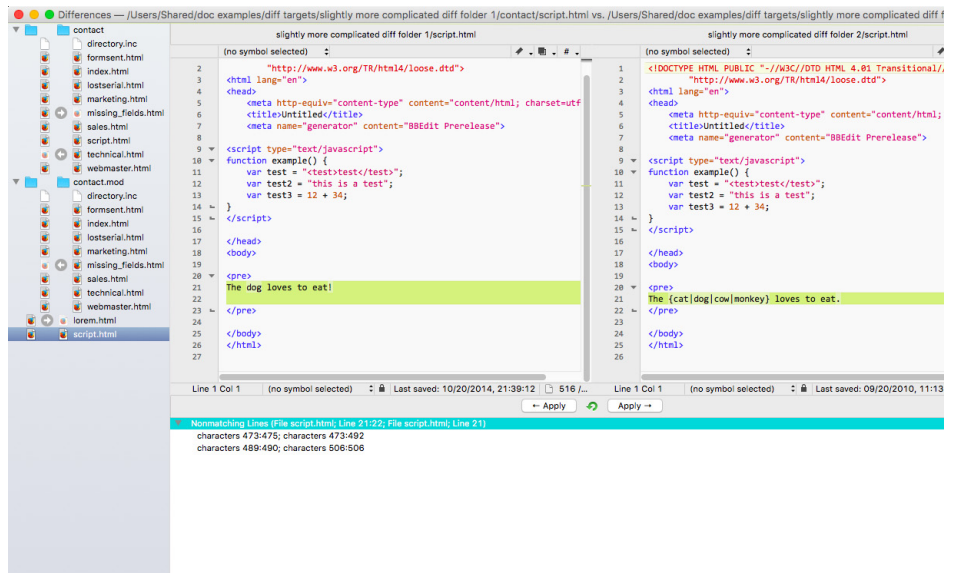 Differences — /Users/Shared/doc examples/diff targets/slightly more complicated diff folder 1/contact/script.html vs. /Users/Shared/doc examples/diff targets/slightly more complicated diff f
contact
directory.inc
formsent.html
index.html
lostserial.html
marketing.html
missing_fields.html
sales.html
script.html
technical.html
webmaster.html
contact.mod
directory.inc
formsent.html
index.html
lostserial.html
marketing.html
missing_fields.html
sales.html
technical.html
webmaster.html
lorem.html
script.html
slightly more complicated diff folder 1/script.html
(no symbol selected) #
2 "http://www.w3.org/TR/html4/loose.dtd">
3 <html lang="en">
4 <head>
5 <meta http-equiv="content-type" content="content/html; charset=utf
6 <title>Untitled</title>
7 <meta name="generator" content="BBEdit Prerelease">
8
9 <script type="text/javascript">
10 function example() {
11 var test = "<test>test</test>";
12 var test2 = "this is a test";
13 var test3 = 12 + 34;
14 }
15 </script>
16
17 </head>
18 <body>
19
20 <pre>
21 The dog loves to eat!
22
23 </pre>
24
25 </body>
26 </html>
27
Line 1 Col 1 (no symbol selected) Last saved: 10/20/2014, 21:39:12 516 /...
slightly more complicated diff folder 2/script.html
(no symbol selected)
1 <!DOCTYPE HTML PUBLIC "-//W3C//DTD HTML 4.01 Transitional/
2 "http://www.w3.org/TR/html4/loose.dtd">
3 <html lang="en">
4 <head>
5 <meta http-equiv="content-type" content="content/html;
6 <title>Untitled</title>
7 <meta name="generator" content="BBEdit Prerelease">
8
9 <script type="text/javascript">
10 function example() {
11 var test = "<test>test</test>";
12 var test2 = "this is a test";
13 var test3 = 12 + 34;
14 }
15 </script>
16
17 </head>
18 <body>
19
20 <pre>
21 The {cat|dog|cow|monkey} loves to eat.
22 </pre>
23
24 </body>
25 </html>
26
Line 1 Col 1 (no symbol selected) Last saved: 09/20/2010, 11:13
← Apply Apply →
Nonmatching Lines (File script.html; Line 21:22; File script.html; Line 21)
characters 473:475; characters 473:492
characters 489:490; characters 506:506